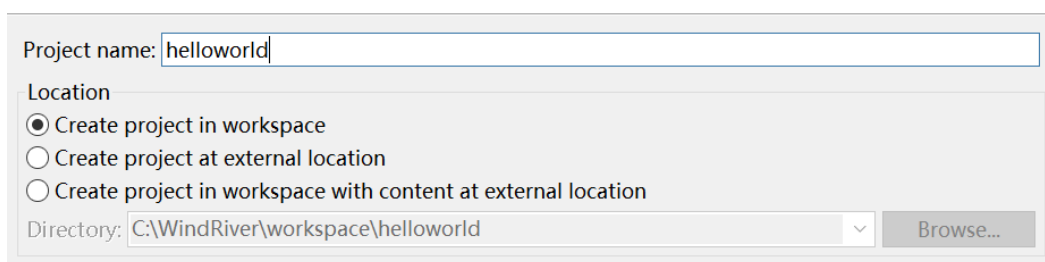 Project name: helloworld
Location
Create project in workspace
Create project at external location
Create project in workspace with content at external location
Directory: C:\WindRiver\workspace\helloworld Browse...